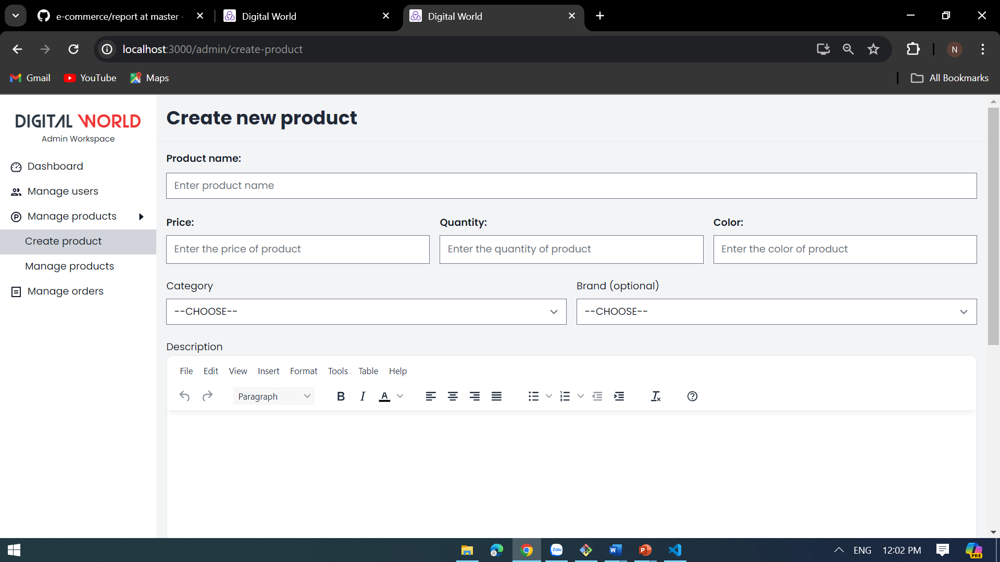 e-commerce/report at master ·
Digital World
Digital World
localhost:3000/admin/create-product
N
Gmail
YouTube
Maps
All Bookmarks
DIGITAL WORLD
Admin Workspace
Dashboard
Manage users
Manage products
Create product
Manage products
Manage orders
Create new product
Product name:
Enter product name
Price:
Quantity:
Color:
Enter the price of product
Enter the quantity of product
Enter the color of product
Category
Brand (optional)
--CHOOSE--
--CHOOSE--
Description
File Edit View Insert Format Tools Table Help
Paragraph
Zalo
ENG
12:02 PM
PRE